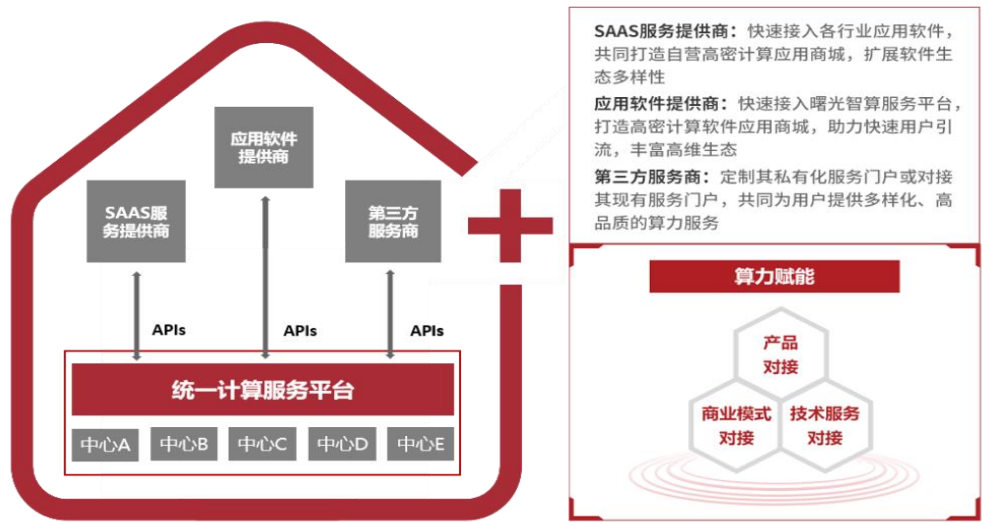 应用软件
提供商
SAAS服
务提供商
第三方
服务商
APIs
APIs
APIs
统一计算服务平台
中心A
中心B
中心C
中心D
中心E
SAAS服务提供商：快速接入各行业应用软件，
共同打造自营高密计算应用商城，扩展软件生
态多样性
应用软件提供商：快速接入曙光智算服务平台，
打造高密计算软件应用商城，助力快速用户引
流，丰富高维生态
第三方服务商：定制其私有化服务门户或对接
其现有服务门户，共同为用户提供多样化、高
品质的算力服务
算力赋能
产品
对接
商业模式
对接
技术服务
对接